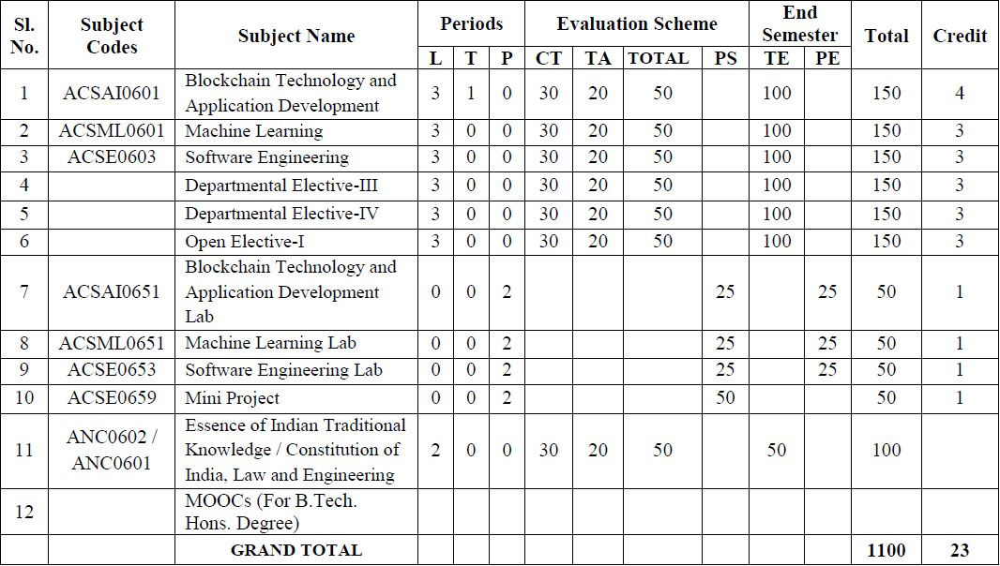 Sl. No. Subject Codes Subject Name Periods Evaluation Scheme End Semester Total Credit
L T P CT TA TOTAL PS TE PE
1 ACSAI0601 Blockchain Technology and Application Development 3 1 0 30 20 50 100 150 4
2 ACSML0601 Machine Learning 3 0 0 30 20 50 100 150 3
3 ACSE0603 Software Engineering 3 0 0 30 20 50 100 150 3
4 Departmental Elective-III 3 0 0 30 20 50 100 150 3
5 Departmental Elective-IV 3 0 0 30 20 50 100 150 3
6 Open Elective-I 3 0 0 30 20 50 100 150 3
7 ACSAI0651 Blockchain Technology and Application Development Lab 0 0 2 25 25 50 1
8 ACSML0651 Machine Learning Lab 0 0 2 25 25 50 1
9 ACSE0653 Software Engineering Lab 0 0 2 25 25 50 1
10 ACSE0659 Mini Project 0 0 2 50 50 1
11 ANC0602 / ANC0601 Essence of Indian Traditional Knowledge / Constitution of India, Law and Engineering 2 0 0 30 20 50 50 100
12 MOOCs (For B.Tech. Hons. Degree)
GRAND TOTAL 1100 23